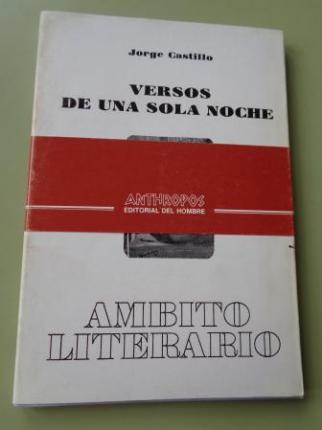 Jorge Castillo
VERSOS
DE UNA SOLA NOCHE
ANTHROPOS
EDITORIAL DEL HOMBRE
AMBITO
LITERARIO